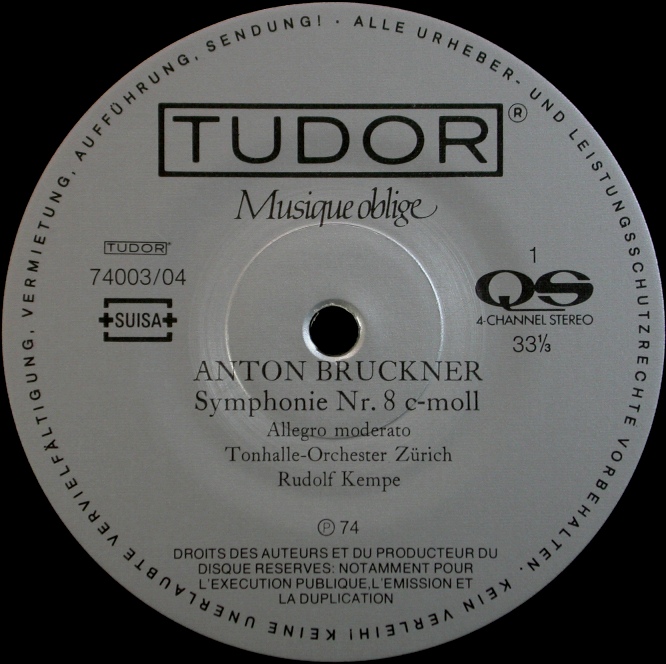 ALLE URHEBER- UND LEISTUNGSSCHUTZRECHTE VORBEHALTEN · KEIN VERLEIH! KEINE UNERLAUBTE VERVIELFÄLTIGUNG, VERMIETUNG, AUFFÜHRUNG, SENDUNG! ·
TUDOR ®
Musique oblige
TUDOR
74003/04
SUISA
1
QS
4-CHANNEL STEREO
33⅓
ANTON BRUCKNER
Symphonie Nr. 8 c-moll
Allegro moderato
Tonhalle-Orchester Zürich
Rudolf Kempe
℗ 74
DROITS DES AUTEURS ET DU PRODUCTEUR DU
DISQUE RESERVES: NOTAMMENT POUR
L'EXECUTION PUBLIQUE, L'EMISSION ET
LA DUPLICATION